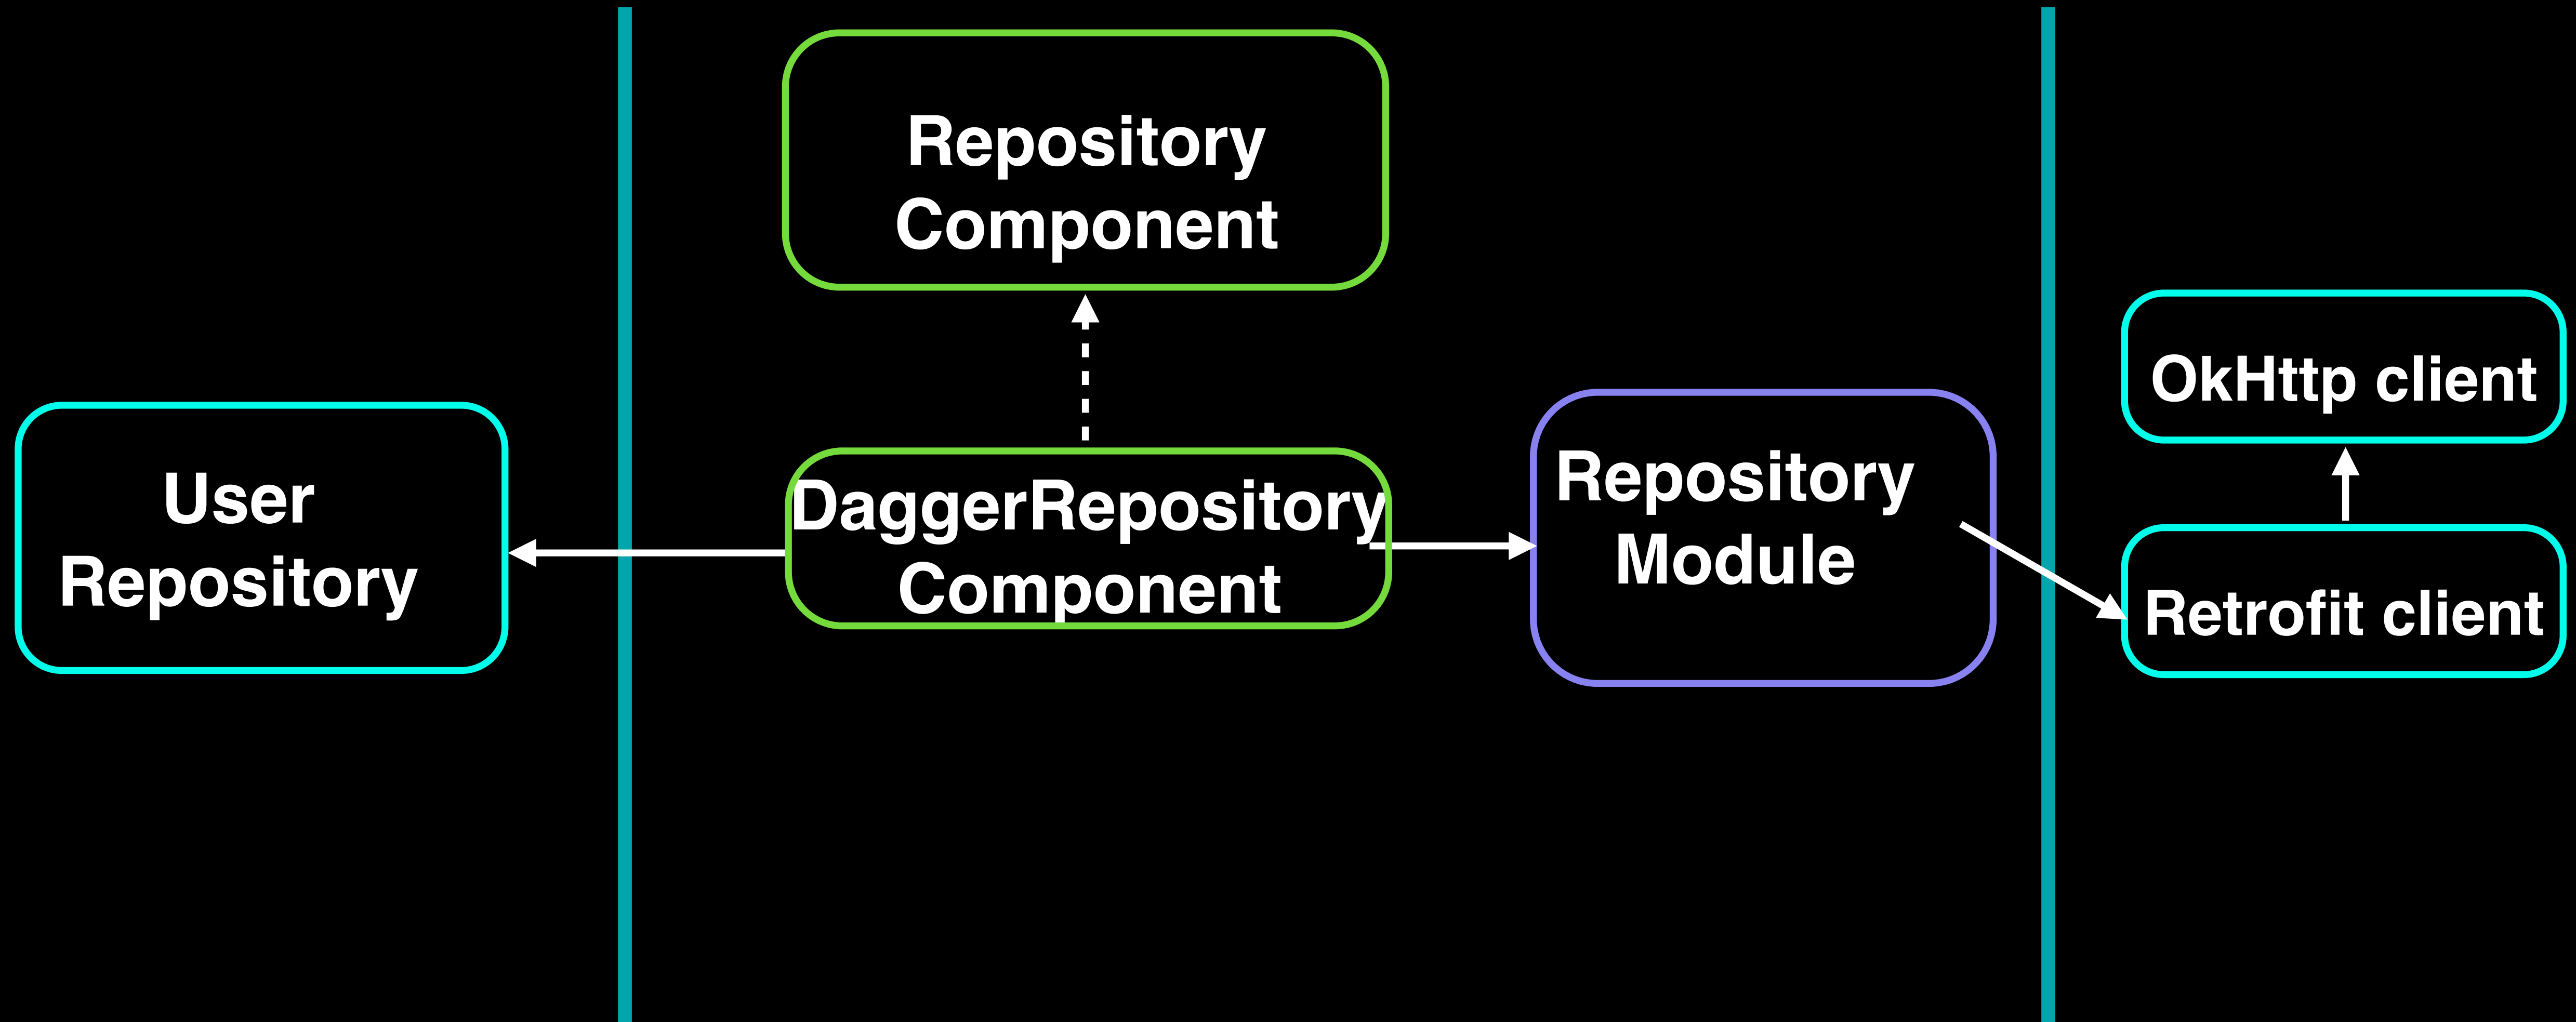 Repository
Component
User
Repository
DaggerRepository
Component
Repository
Module
OkHttp client
Retrofit client